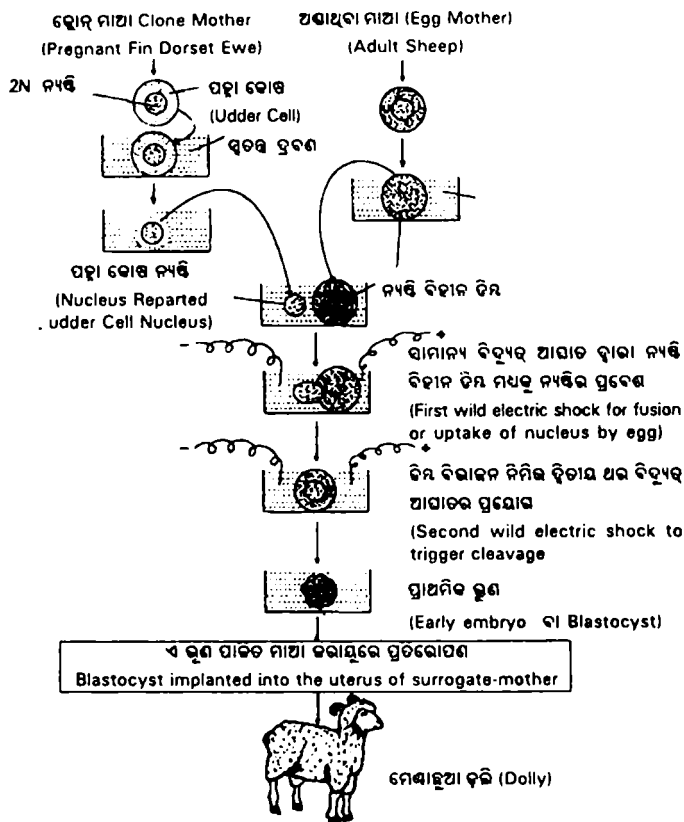 କ୍ଲୋନ୍ ମାଆ Clone Mother
(Pregnant Fin Dorset Ewe)
ଅଣ୍ଡାଥିବା ମାଆ (Egg Mother)
(Adult Sheep)
2N ନ୍ୟଷ୍ଟି
ପହ୍ନା କୋଷ
(Udder Cell)
ସ୍ୱତନ୍ତ୍ର ଦ୍ରବଣ
ପହ୍ନା କୋଷ ନ୍ୟଷ୍ଟି
(Nucleus Reparted
udder Cell Nucleus)
ନ୍ୟଷ୍ଟି ବିହୀନ ଡିମ୍ବ
- +
ସାମାନ୍ୟ ବିଦ୍ୟୁତ୍ ଆଘାତ ଦ୍ୱାରା ନ୍ୟଷ୍ଟି
ବିହୀନ ଡିମ୍ବ ମଧ୍ୟକୁ ନ୍ୟଷ୍ଟିର ପ୍ରବେଶ
(First wild electric shock for fusion
or uptake of nucleus by egg)
- +
ଡିମ୍ବ ବିଭାଜନ ନିମିତ୍ତ ଦ୍ୱିତୀୟ ଥର ବିଦ୍ୟୁତ୍
ଆଘାତର ପ୍ରୟୋଗ
(Second wild electric shock to
trigger cleavage
ପ୍ରାଥମିକ ଭ୍ରୂଣ
(Early embryo ବା Blastocyst)
ଏ ଭ୍ରୂଣ ପାଳିତ ମାଆ ଜରାୟୁରେ ପ୍ରତିରୋପଣ
Blastocyst implanted into the uterus of surrogate-mother
ମେଣ୍ଢାଛୁଆ ଡଲି (Dolly)